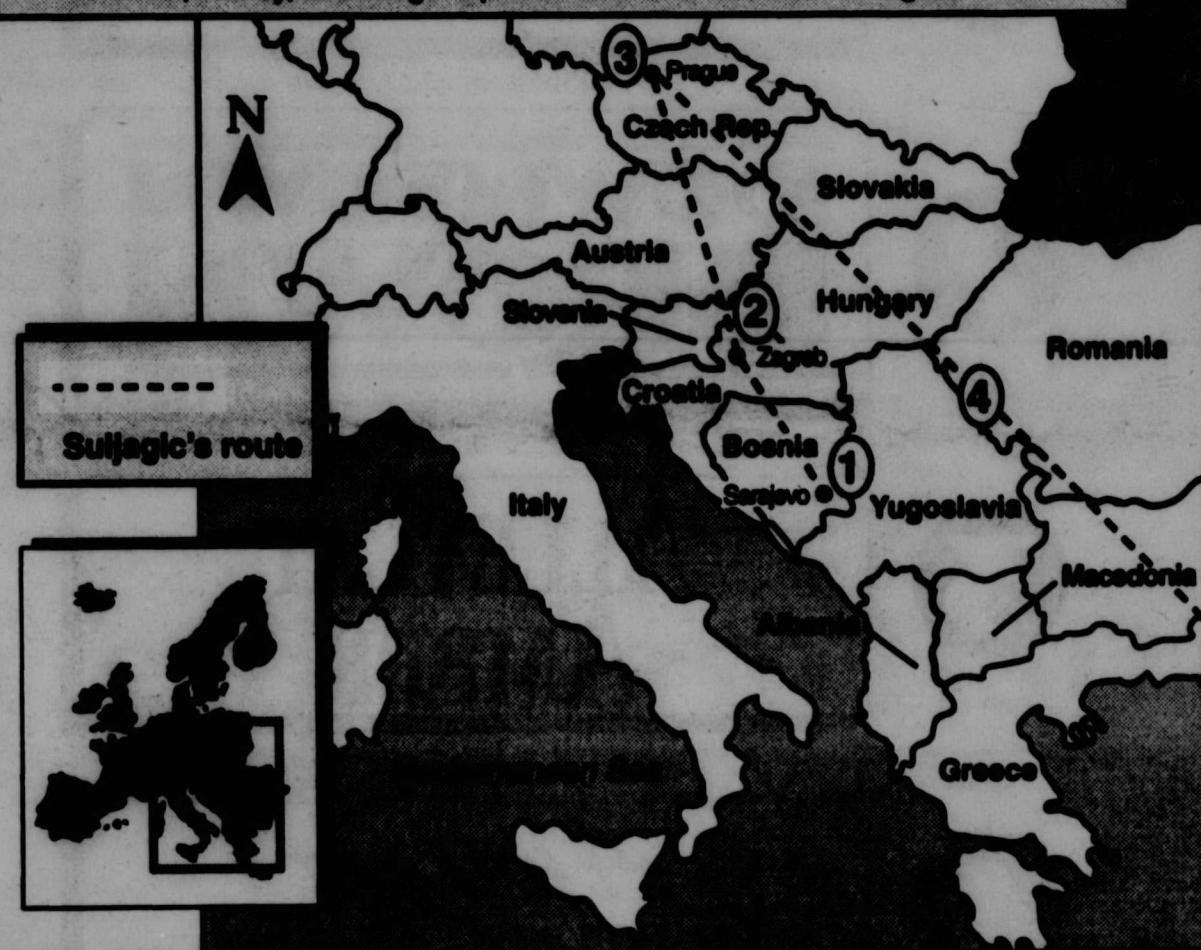 N
3
Prague
Czech Rep.
Slovakia
Austria
2
Hungary
Slovenia
Zagreb
Romania
Croatia
4
Suljagic's route
Bosnia
1
Sarajevo
Italy
Yugoslavia
Macedonia
Albania
Greece